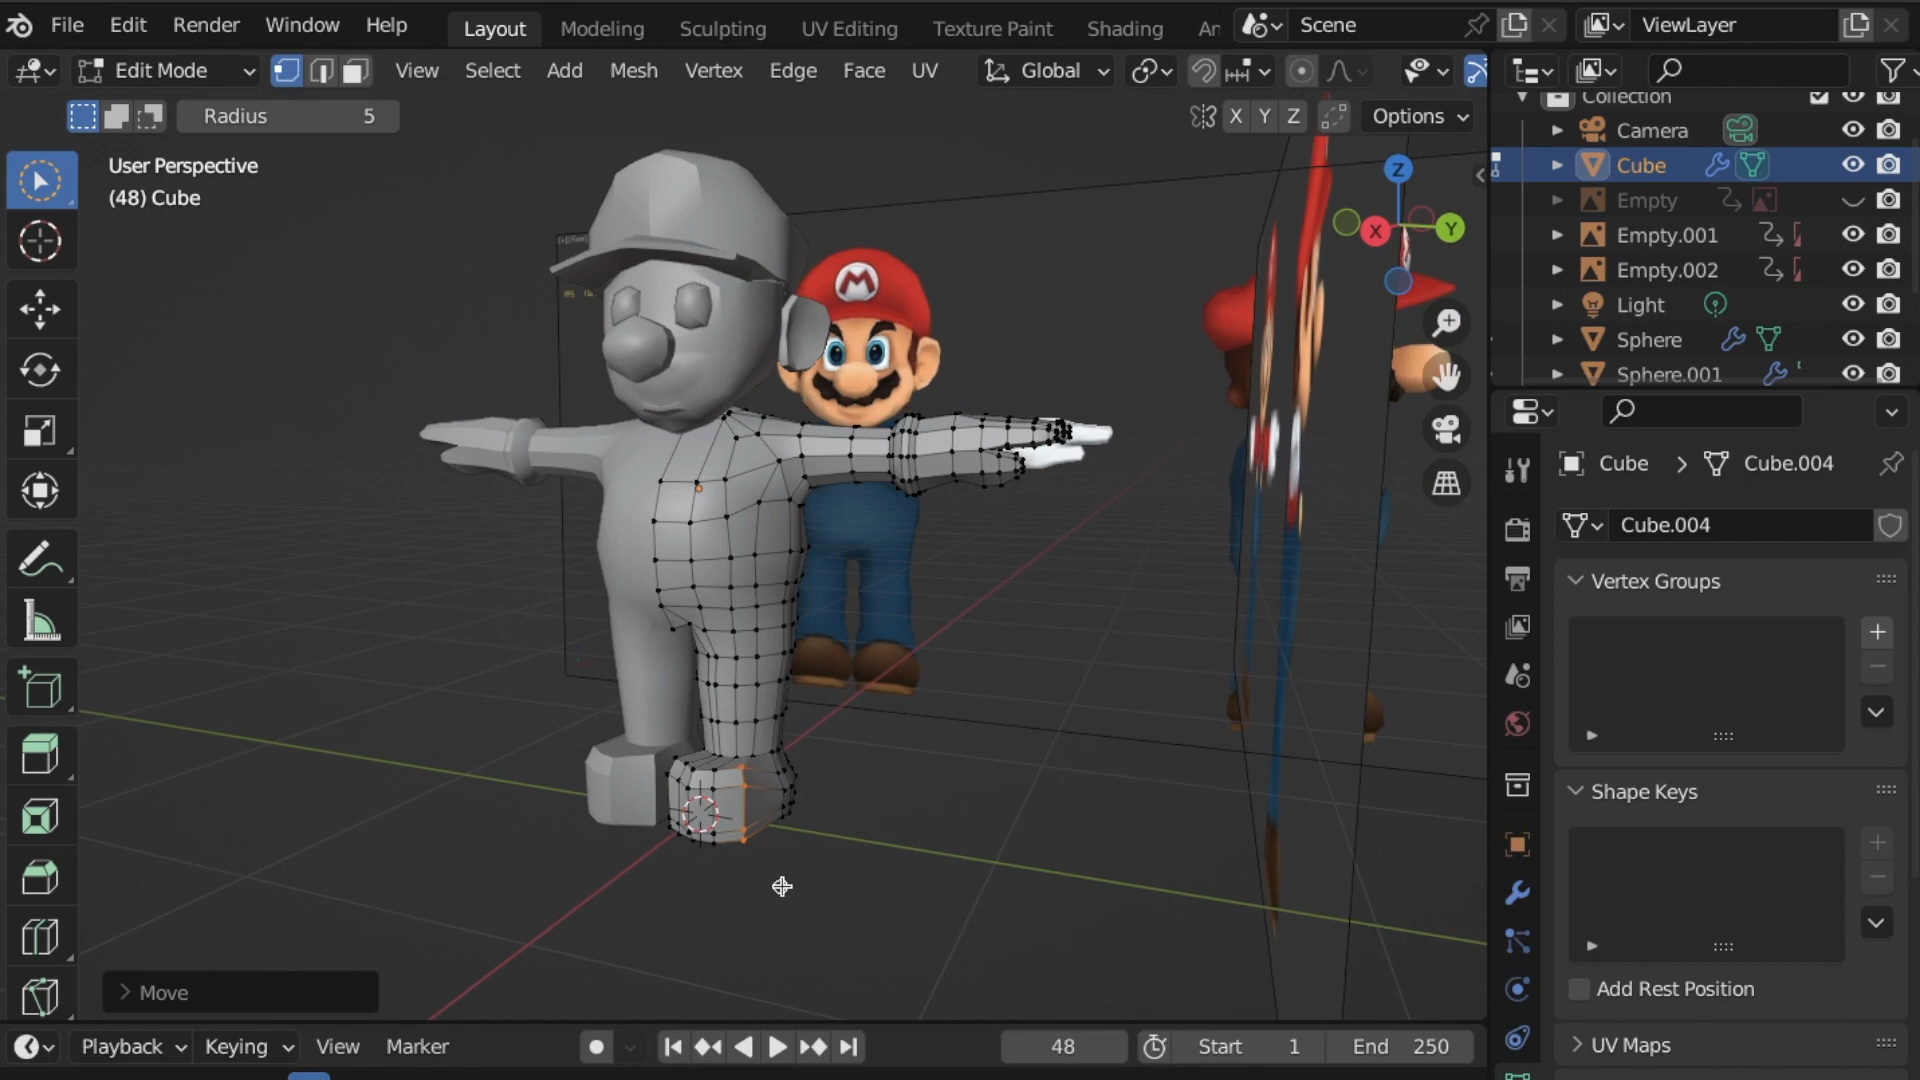 File Edit Render Window Help Layout Modeling Sculpting UV Editing Texture Paint Shading An Scene ViewLayer
Edit Mode View Select Add Mesh Vertex Edge Face UV Global
Radius 5 X Y Z Options
User Perspective
(48) Cube
Z
X
Y
M
Collection
Camera
Cube
Empty
Empty.001
Empty.002
Light
Sphere
Sphere.001
Cube > Cube.004
Cube.004
Vertex Groups
Shape Keys
Add Rest Position
UV Maps
> Move
Playback Keying View Marker 48 Start 1 End 250